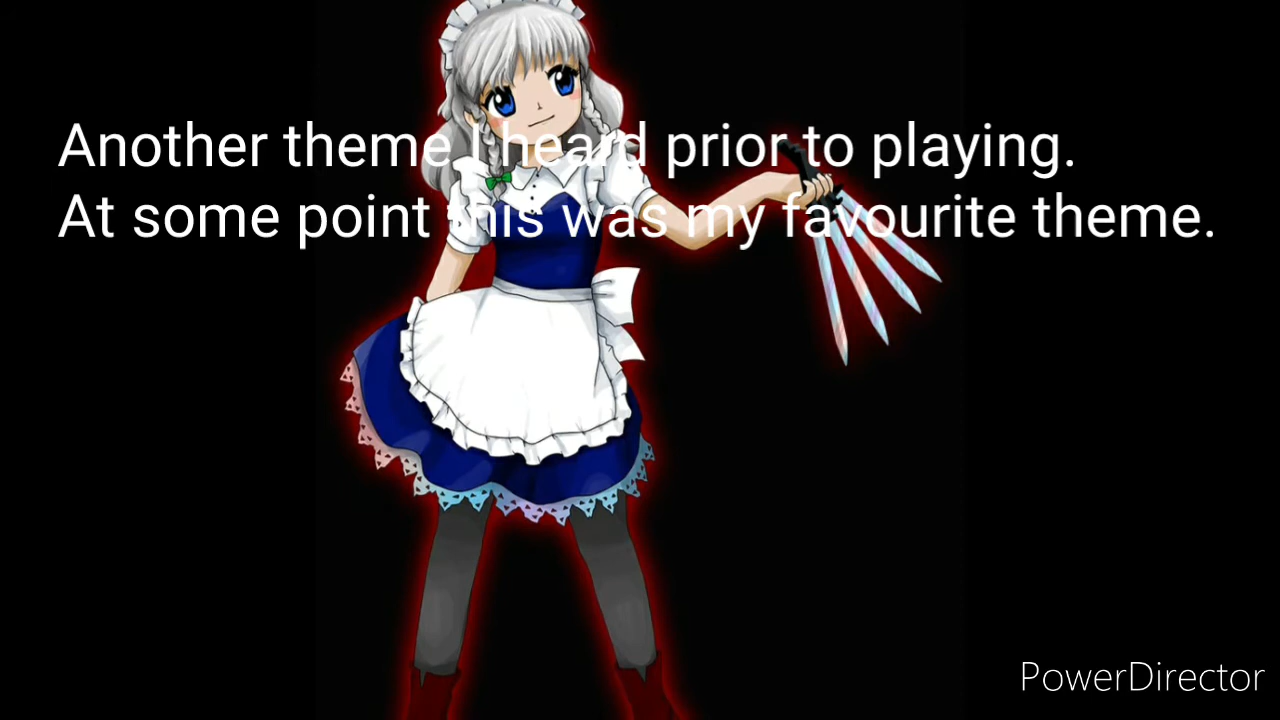 Another theme I heard prior to playing.
At some point this was my favourite theme.
PowerDirector